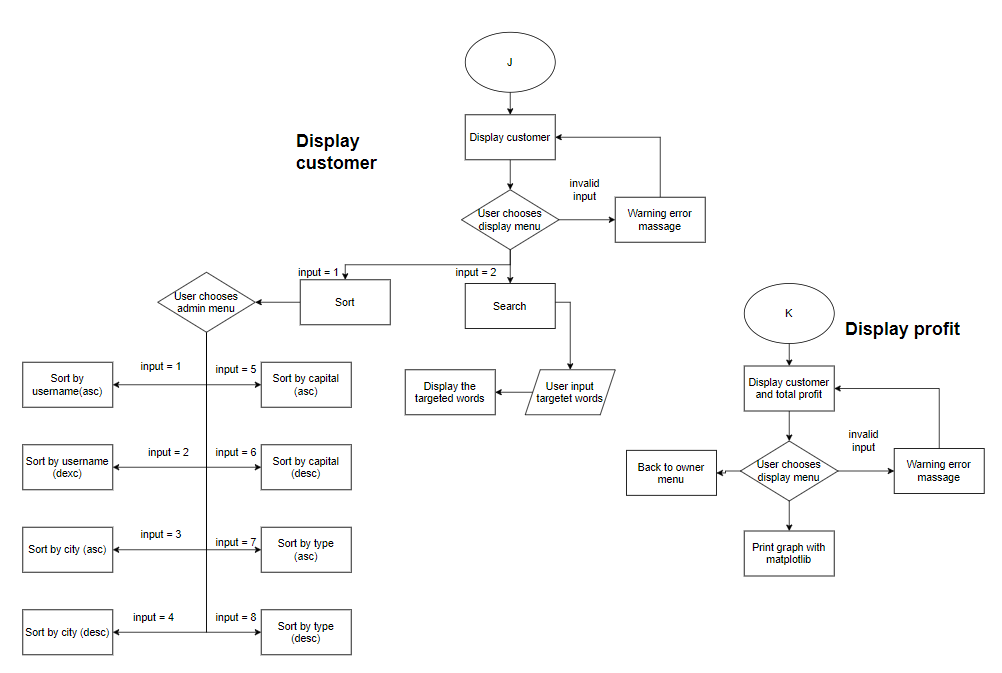 J
Display
customer
Display customer
invalid
input
User chooses
display menu
Warning error
massage
input = 1
input = 2
User chooses
admin menu
Sort
Search
K
Display profit
input = 1
input = 5
Sort by
username(asc)
Sort by capital
(asc)
Display the
targeted words
User input
targetet words
Display customer
and total profit
invalid
input
input = 2
input = 6
Sort by username
(dexc)
Sort by capital
(desc)
Back to owner
menu
User chooses
display menu
Warning error
massage
input = 3
input = 7
Sort by city (asc)
Sort by type
(asc)
Print graph with
matplotlib
input = 4
input = 8
Sort by city (desc)
Sort by type
(desc)